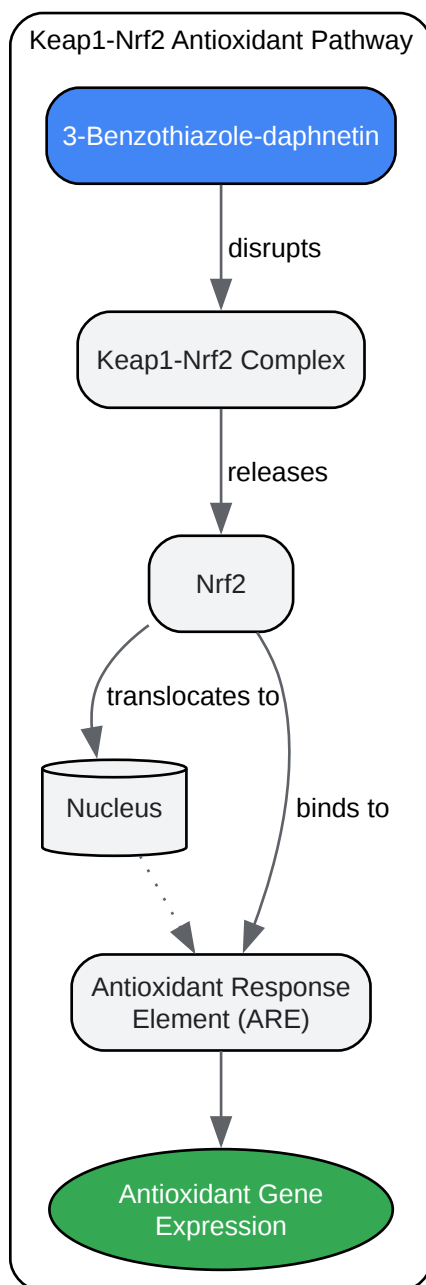 Keap1-Nrf2 Antioxidant Pathway
3-Benzothiazole-daphnetin
disrupts
Keap1-Nrf2 Complex
releases
Nrf2
translocates to
Nucleus
binds to
Antioxidant Response
Element (ARE)
Antioxidant Gene
Expression